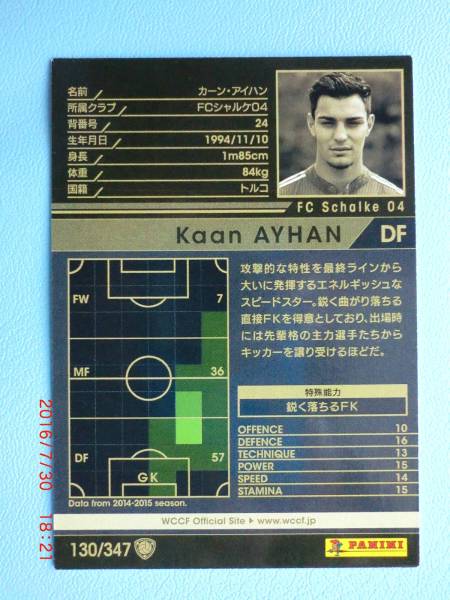 名前 カーン・アイハン
所属クラブ FCシャルケ04
背番号 24
生年月日 1994/11/10
身長 1m85cm
体重 84kg
国籍 トルコ
FC Schalke 04
Kaan AYHAN DF
FW 7
MF 36
DF 57
GK
Data from 2014-2015 season.
攻撃的な特性を最終ラインから
大いに発揮するエネルギッシュな
スピードスター。鋭く曲がり落ちる
直接FKを得意としており、出場時
には先輩格の主力選手たちから
キッカーを譲り受けるほどだ。
特殊能力
鋭く落ちるFK
OFFENCE 10
DEFENCE 16
TECHNIQUE 13
POWER 15
SPEED 14
STAMINA 15
WCCF Official Site ▶ www.wccf.jp
130/347
PANINI
2016/7/30 18:21